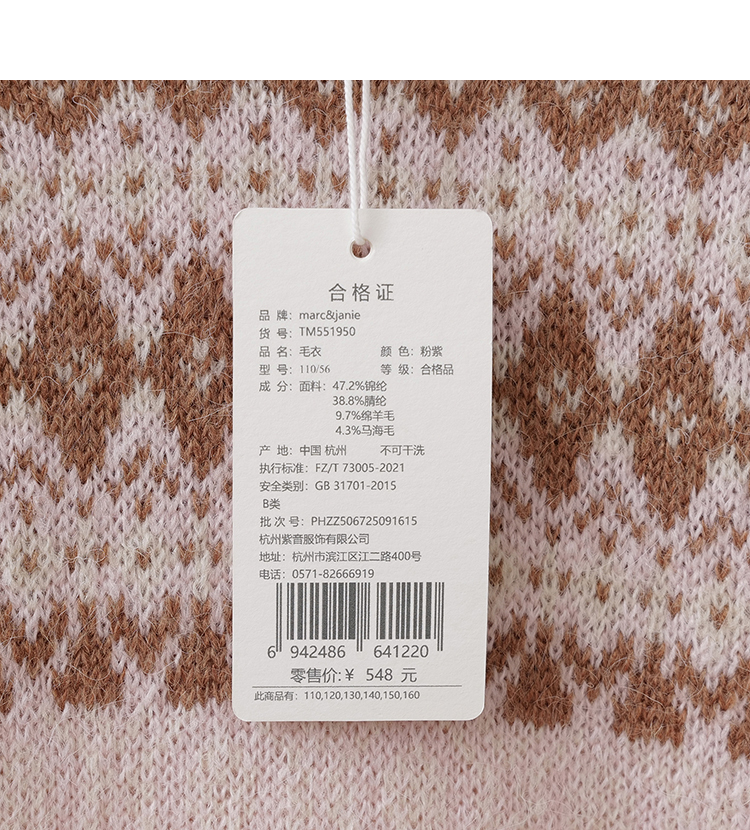 合格证
品 牌: marc&janie
货 号: TM551950
品 名: 毛衣 颜 色: 粉紫
型 号: 110/56 等 级: 合格品
成 分: 面料: 47.2%锦纶
38.8%腈纶
9.7%绵羊毛
4.3%马海毛
产 地: 中国 杭州 不可干洗
执行标准: FZ/T 73005-2021
安全类别: GB 31701-2015
B类
批 次 号: PHZZ506725091615
杭州紫音服饰有限公司
地址: 杭州市滨江区江二路400号
电话: 0571-82666919
6 942486 641220
零售价:¥ 548 元
此商品有: 110,120,130,140,150,160